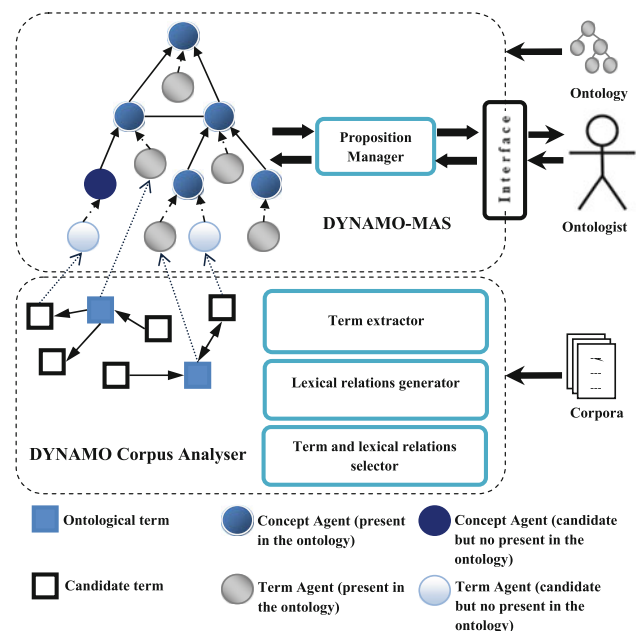 Ontology
Proposition
Manager
Interface
Ontologist
DYNAMO-MAS
Term extractor
Lexical relations generator
Term and lexical relations
selector
DYNAMO Corpus Analyser
Corpora
Ontological term
Concept Agent (present
in the ontology)
Concept Agent (candidate
but no present in the
ontology)
Candidate term
Term Agent (present in
the ontology)
Term Agent (candidate
but no present in the
ontology)